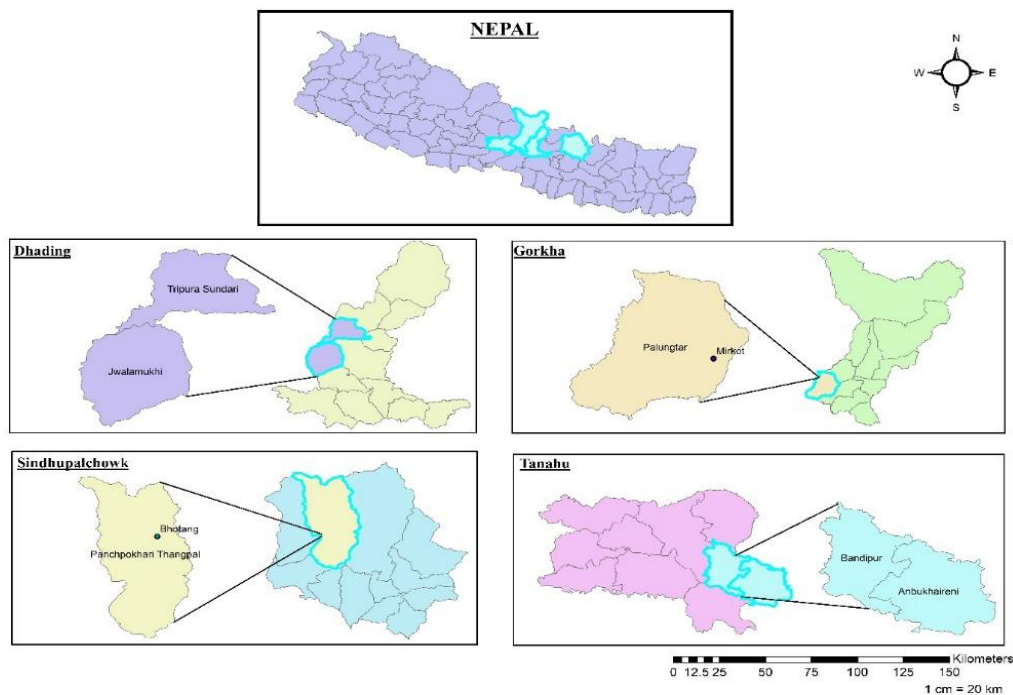 NEPAL
N
W E
S
Dhading
Tripura Sundari
Jwalamukhi
Gorkha
Palungtar
Mirkot
Sindhupalchowk
Bhotang
Panchpokhari Thangpal
Tanahu
Bandipur
Anbukhaireni
Kilometers
0 12.5 25 50 75 100 125 150
1 cm = 20 km